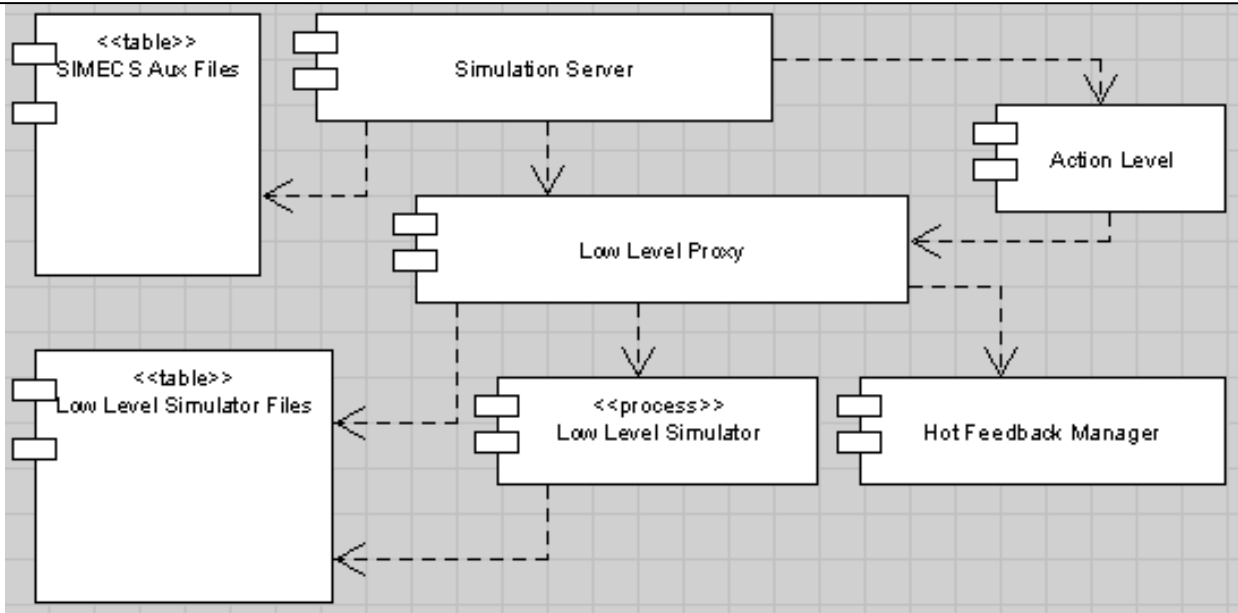 <<table>>
SIMECS Aux Files
Simulation Server
Action Level
Low Level Proxy
<<table>>
Low Level Simulator Files
<<process>>
Low Level Simulator
Hot Feedback Manager